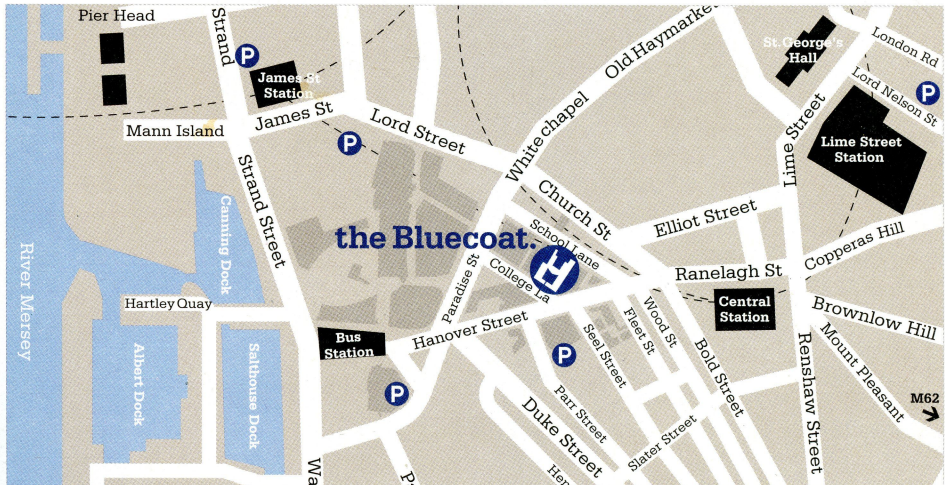 Pier Head
Strand
P
James St
Station
Mann Island
James St
P
Lord Street
Whitechapel
Old Haymarket
St.George's
Hall
London Rd
Lord Nelson St
P
Lime Street
Lime Street
Station
Strand Street
Canning Dock
River Mersey
the Bluecoat.
Church St
School Lane
College La
Paradise St
Elliot Street
Ranelagh St
Copperas Hill
Hartley Quay
Albert Dock
Salthouse Dock
Bus
Station
Hanover Street
P
P
Central
Station
Brownlow Hill
Mount Pleasant
M62
Renshaw Street
Wood St
Fleet St
Seel Street
Bold Street
Parr Street
Slater Street
Duke Street
Hen
Wa